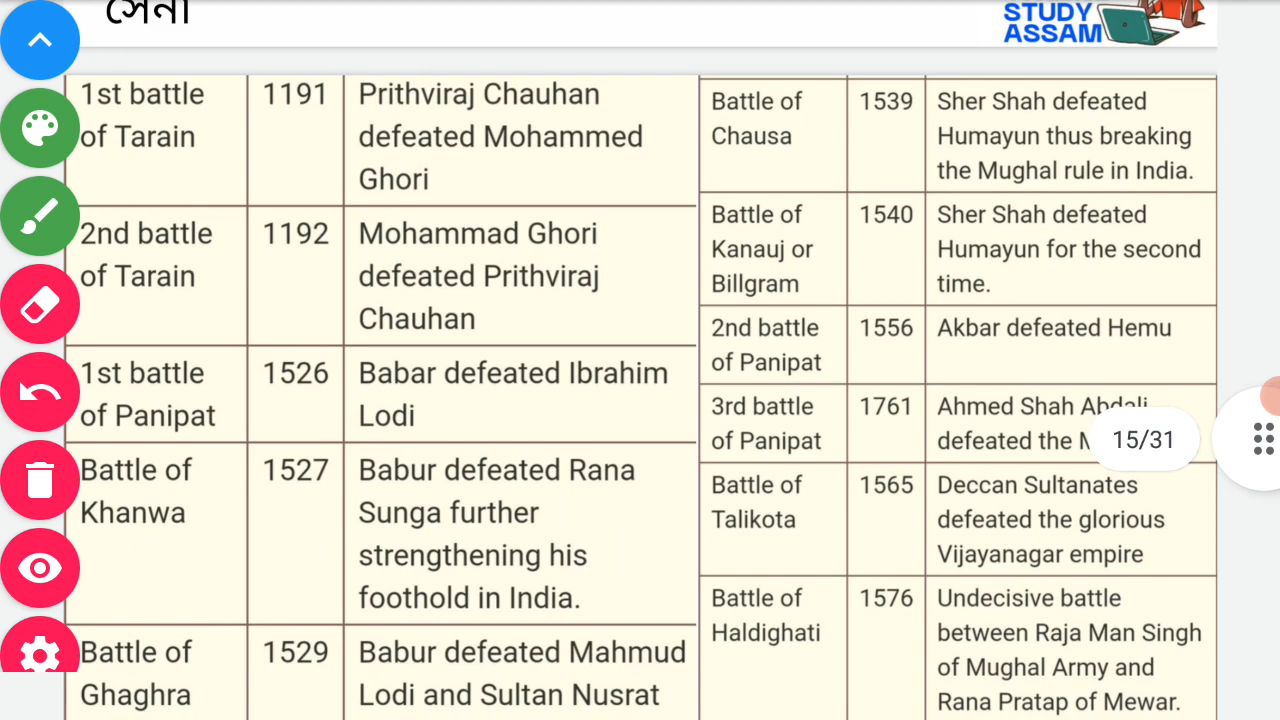 সেনা
STUDY
ASSAM
1st battle
of Tarain
1191
Prithviraj Chauhan
defeated Mohammed
Ghori
2nd battle
of Tarain
1192
Mohammad Ghori
defeated Prithviraj
Chauhan
1st battle
of Panipat
1526
Babar defeated Ibrahim
Lodi
Battle of
Khanwa
1527
Babur defeated Rana
Sunga further
strengthening his
foothold in India.
Battle of
Ghaghra
1529
Babur defeated Mahmud
Lodi and Sultan Nusrat
Battle of
Chausa
1539
Sher Shah defeated
Humayun thus breaking
the Mughal rule in India.
Battle of
Kanauj or
Billgram
1540
Sher Shah defeated
Humayun for the second
time.
2nd battle
of Panipat
1556
Akbar defeated Hemu
3rd battle
of Panipat
1761
Ahmed Shah Abdali
defeated the
15/31
Battle of
Talikota
1565
Deccan Sultanates
defeated the glorious
Vijayanagar empire
Battle of
Haldighati
1576
Undecisive battle
between Raja Man Singh
of Mughal Army and
Rana Pratap of Mewar.